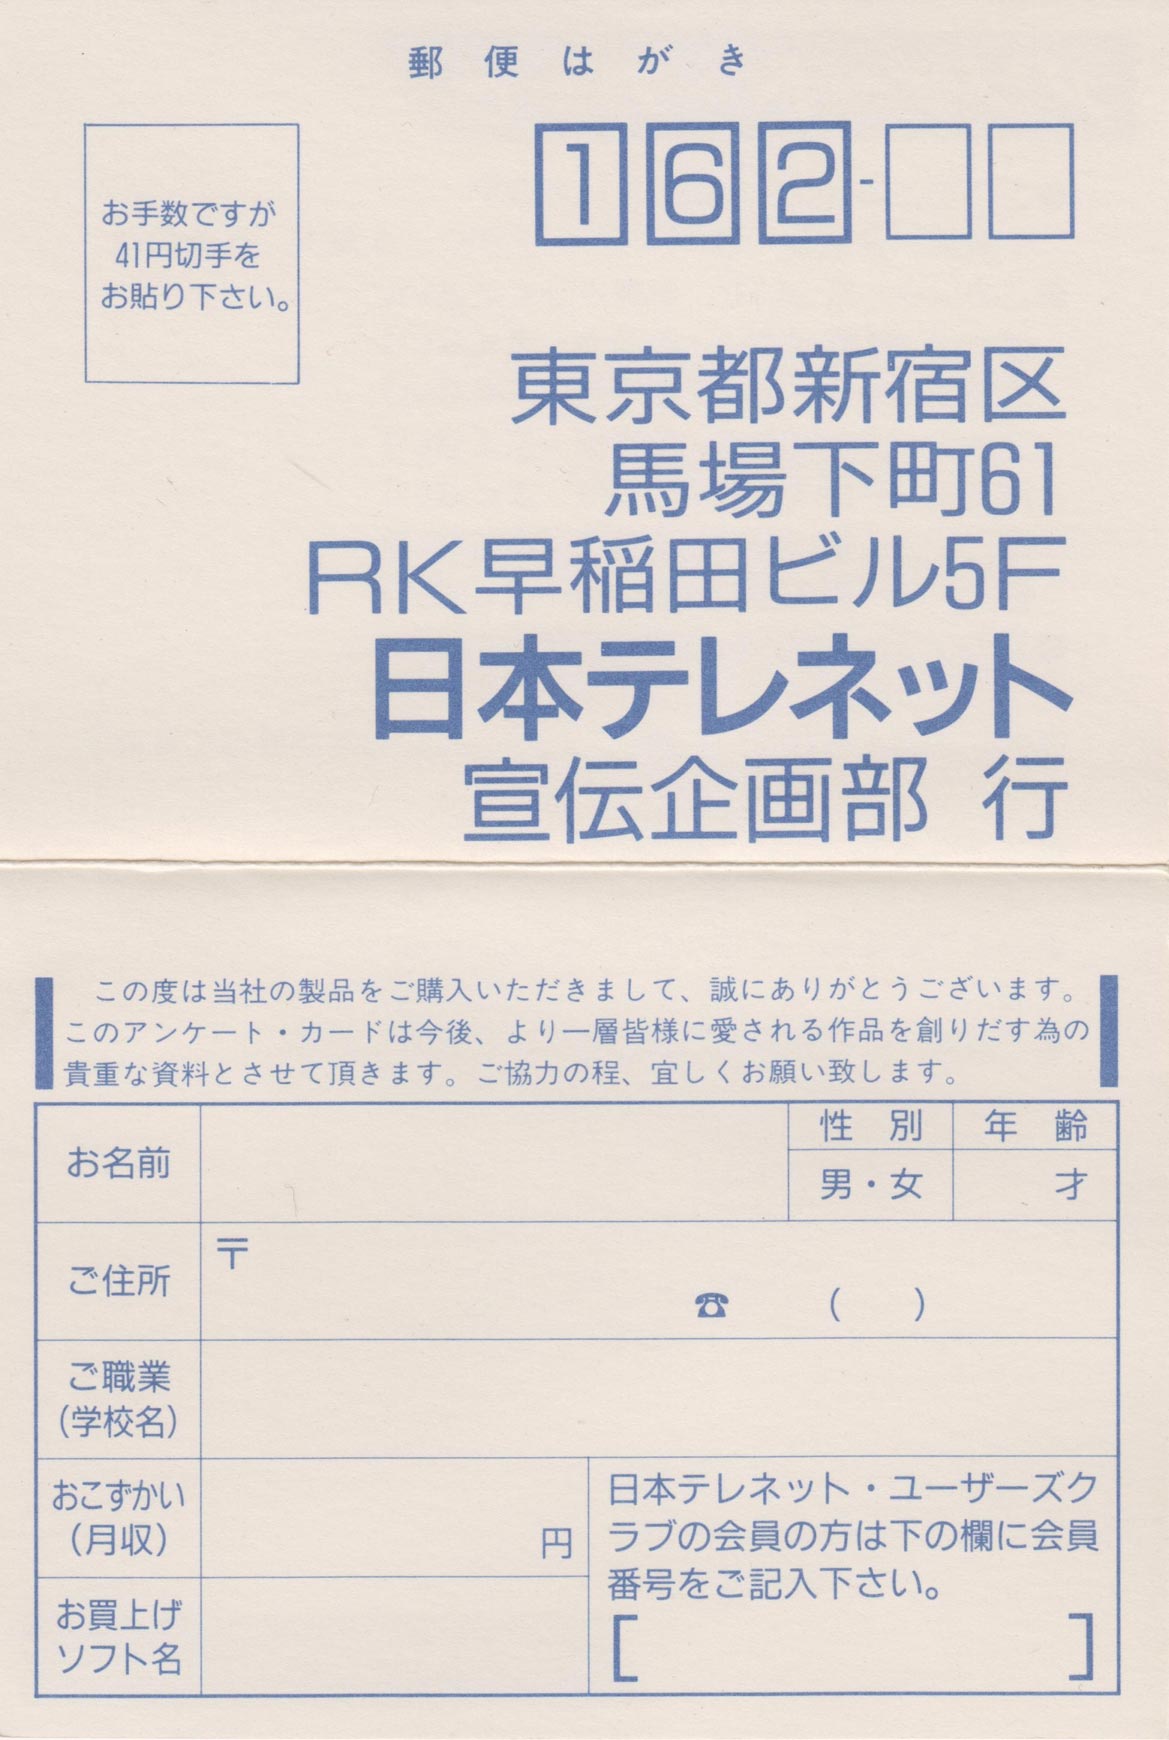 郵便はがき
162-
お手数ですが
41円切手を
お貼り下さい。
東京都新宿区
馬場下町61
RK早稲田ビル5F
日本テレネット
宣伝企画部 行
この度は当社の製品をご購入いただきまして、誠にありがとうございます。
このアンケート・カードは今後、より一層皆様に愛される作品を創りだす為の
貴重な資料とさせて頂きます。ご協力の程、宜しくお願い致します。
お名前
性別
年齢
男・女
才
ご住所
〒
☎ ( )
ご職業
(学校名)
おこずかい
(月収)
円
日本テレネット・ユーザーズク
ラブの会員の方は下の欄に会員
番号をご記入下さい。
[ ]
お買上げ
ソフト名